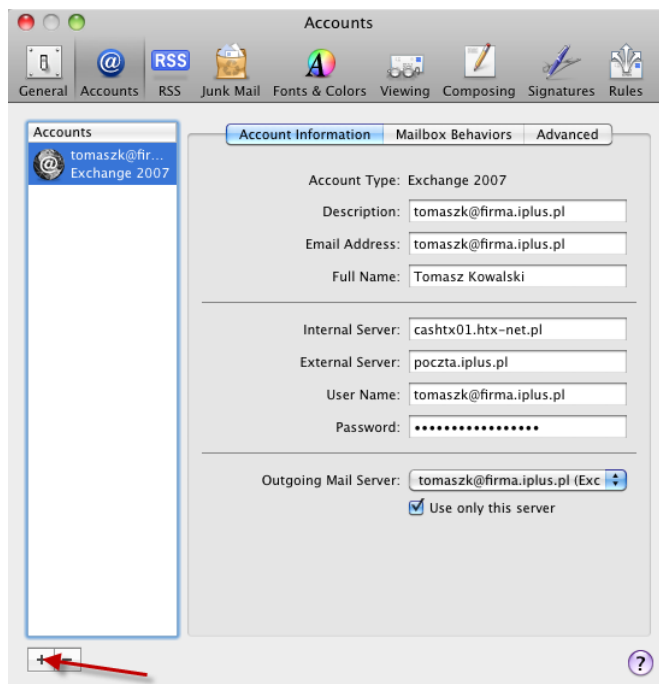 Accounts
General Accounts RSS Junk Mail Fonts & Colors Viewing Composing Signatures Rules
RSS
Accounts
tomaszk@fir...
Exchange 2007
Account Information Mailbox Behaviors Advanced
Account Type: Exchange 2007
Description: tomaszk@firma.iplus.pl
Email Address: tomaszk@firma.iplus.pl
Full Name: Tomasz Kowalski
Internal Server: cashtx01.htx-net.pl
External Server: poczta.iplus.pl
User Name: tomaszk@firma.iplus.pl
Password: •••••••••••••••••
Outgoing Mail Server: tomaszk@firma.iplus.pl (Exc
Use only this server
+ −
?